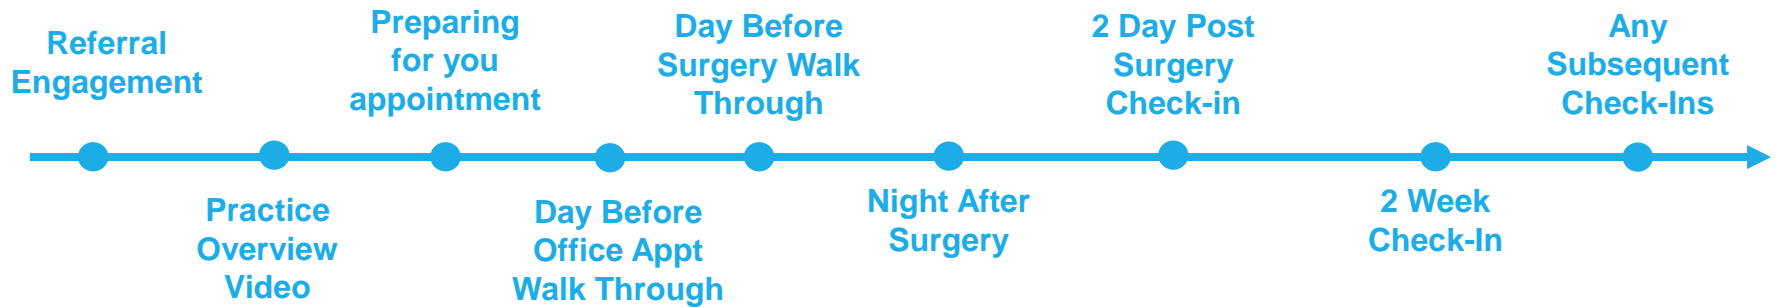 Referral
Engagement
Practice
Overview
Video
Preparing
for you
appointment
Day Before
Office Appt
Walk Through
Day Before
Surgery Walk
Through
Night After
Surgery
2 Day Post
Surgery
Check-in
2 Week
Check-In
Any
Subsequent
Check-Ins